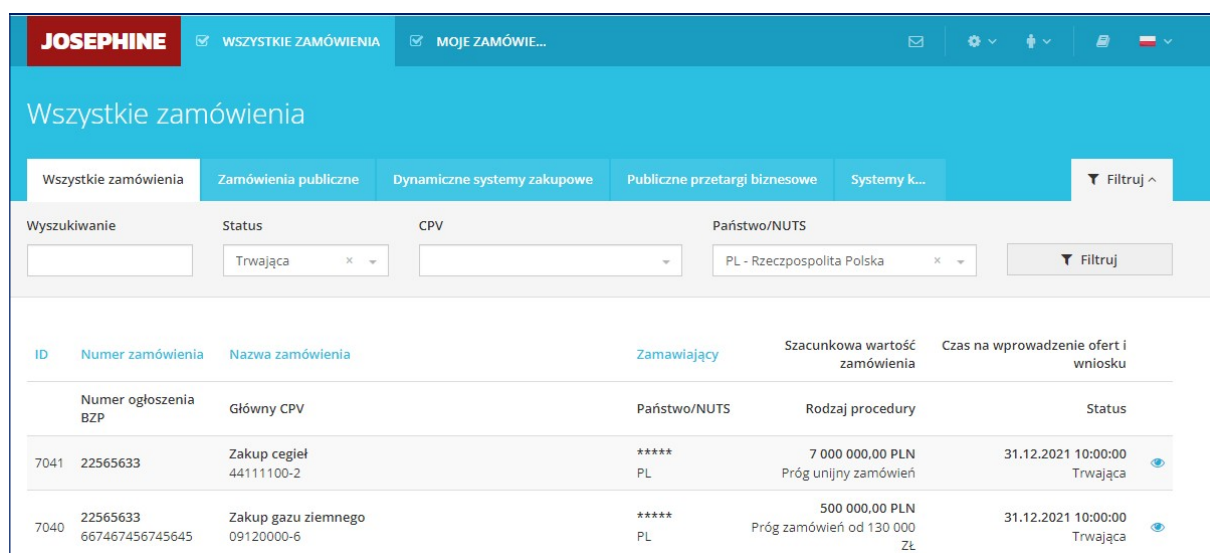 JOSEPHINE WSZYSTKIE ZAMÓWIENIA MOJE ZAMÓWIE...
Wszystkie zamówienia
Wszystkie zamówienia Zamówienia publiczne Dynamiczne systemy zakupowe Publiczne przetargi biznesowe Systemy k... Filtruj
Wyszukiwanie Status CPV Państwo/NUTS
Trwająca × PL - Rzeczpospolita Polska × Filtruj
ID Numer zamówienia Nazwa zamówienia Zamawiający Szacunkowa wartość zamówienia Czas na wprowadzenie ofert i wniosku
Numer ogłoszenia BZP Główny CPV Państwo/NUTS Rodzaj procedury Status
7041 22565633 Zakup cegieł ***** 7 000 000,00 PLN 31.12.2021 10:00:00
44111100-2 PL Próg unijny zamówień Trwająca
7040 22565633 Zakup gazu ziemnego ***** 500 000,00 PLN 31.12.2021 10:00:00
667467456745645 09120000-6 PL Próg zamówień od 130 000 ZŁ Trwająca